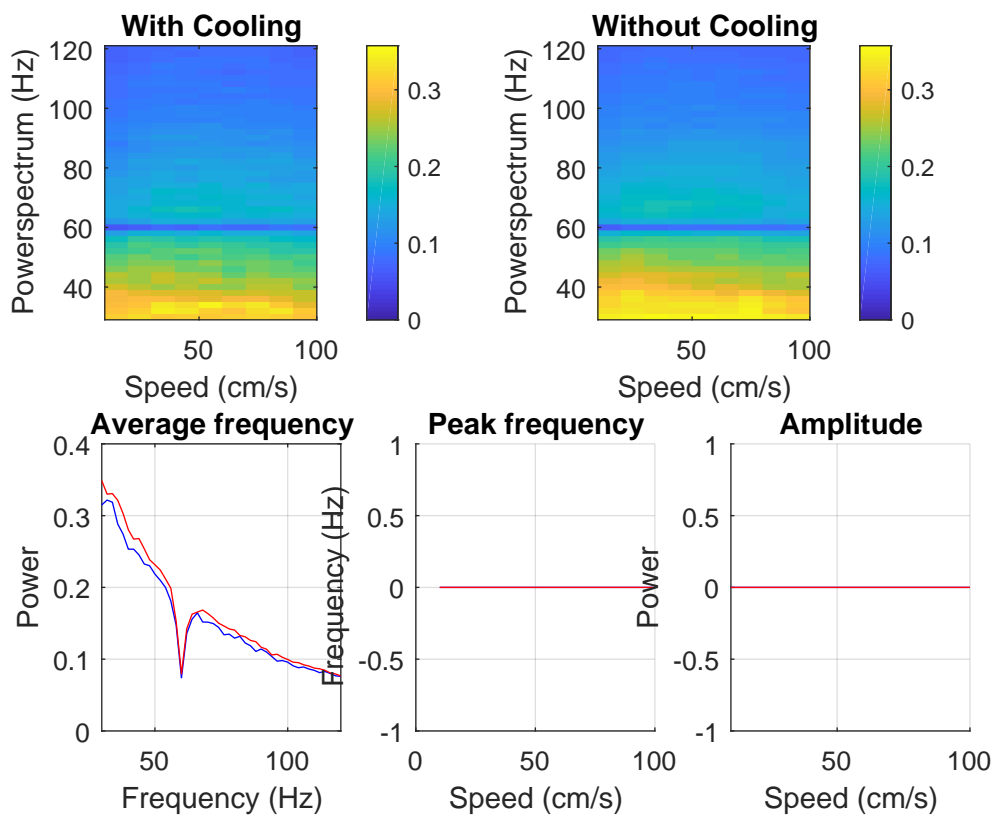 With Cooling
Powerspectrum (Hz)
120
100
80
60
40
50
100
Speed (cm/s)
0.3
0.2
0.1
0
Without Cooling
Powerspectrum (Hz)
120
100
80
60
40
50
100
Speed (cm/s)
0.3
0.2
0.1
0
Average frequency
Power
0.4
0.3
0.2
0.1
0
50
100
Frequency (Hz)
Peak frequency
Frequency (Hz)
1
0.5
0
-0.5
-1
0
50
100
Speed (cm/s)
Amplitude
Power
1
0.5
0
-0.5
-1
50
100
Speed (cm/s)